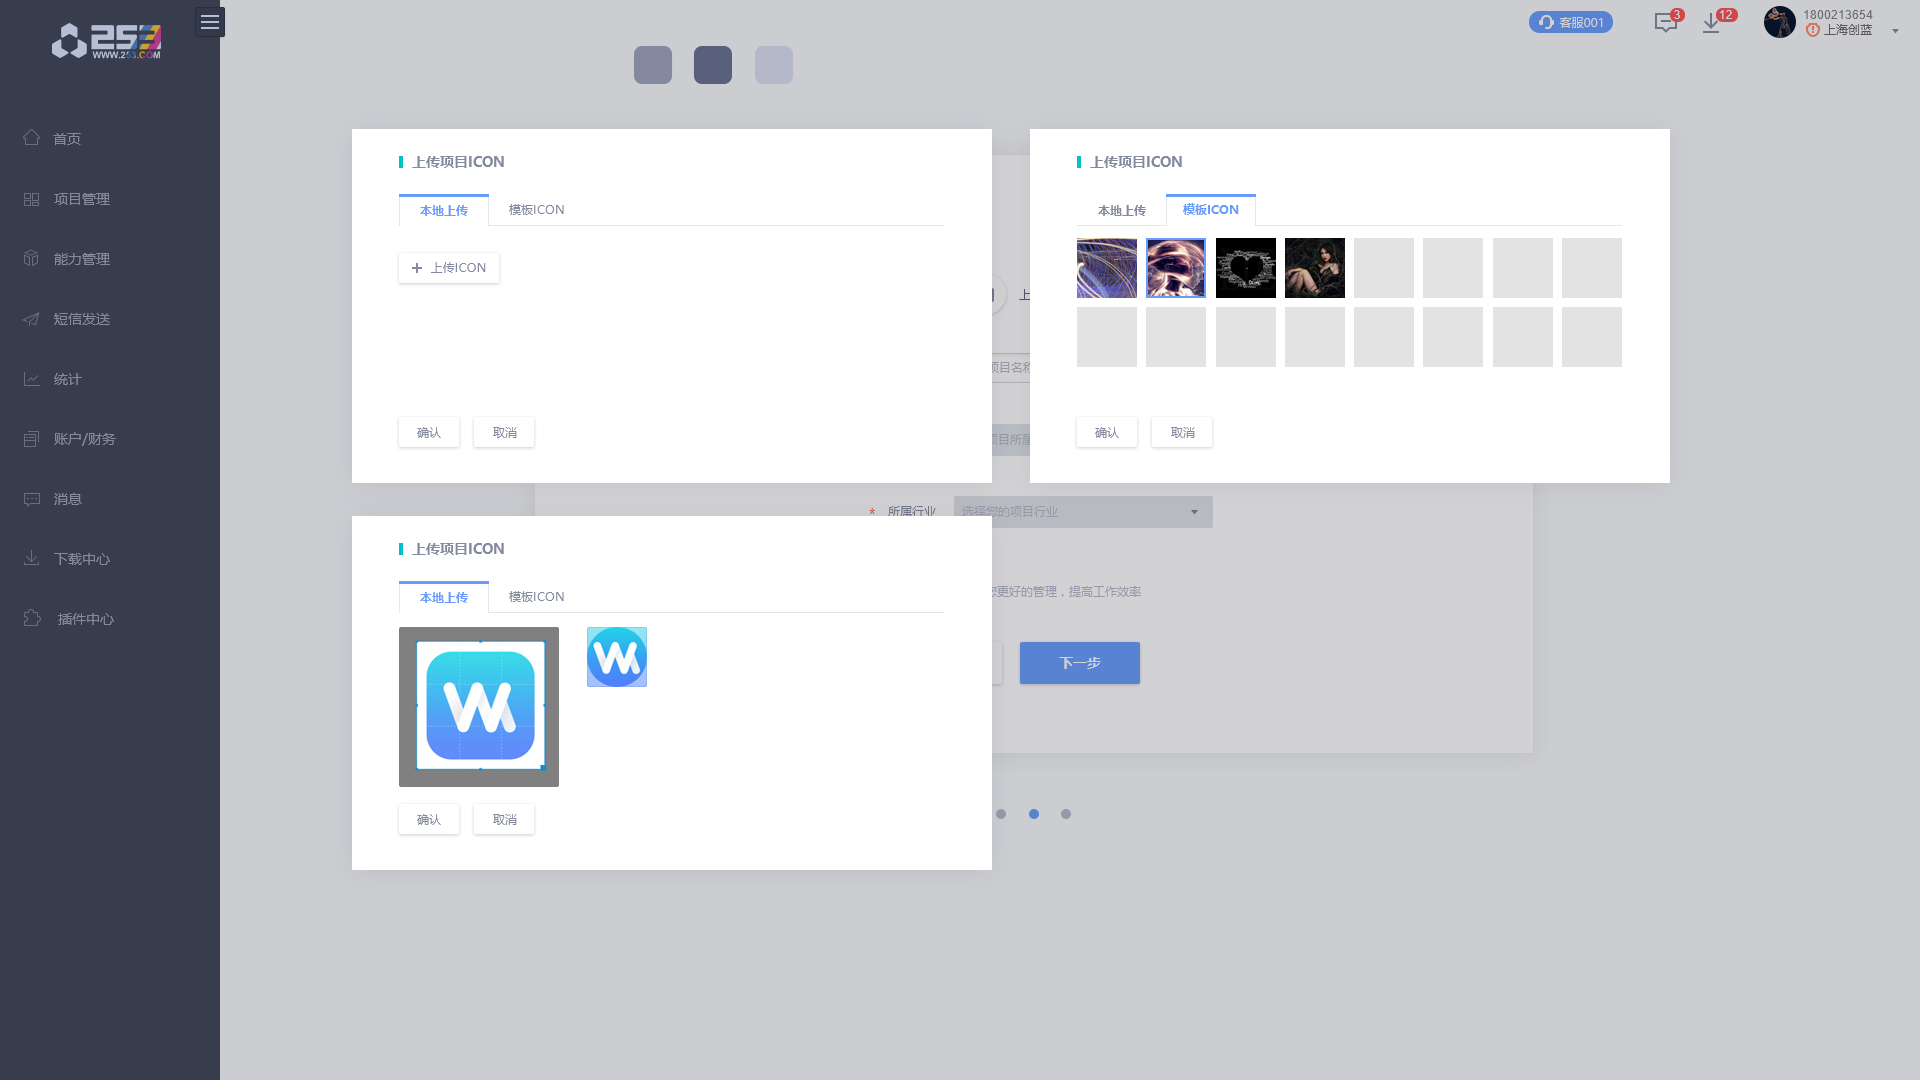 253
WWW.253.COM
首页
项目管理
能力管理
短信发送
统计
账户/财务
消息
下载中心
插件中心
客服001
3
12
1800213654
上海创蓝
上传项目ICON
本地上传
模板ICON
上传ICON
确认
取消
上传项目ICON
本地上传
模板ICON
确认
取消
上
项目名称
项目所属
* 所属行业
选择您的项目行业
上传项目ICON
本地上传
模板ICON
确认
取消
您更好的管理，提高工作效率
下一步